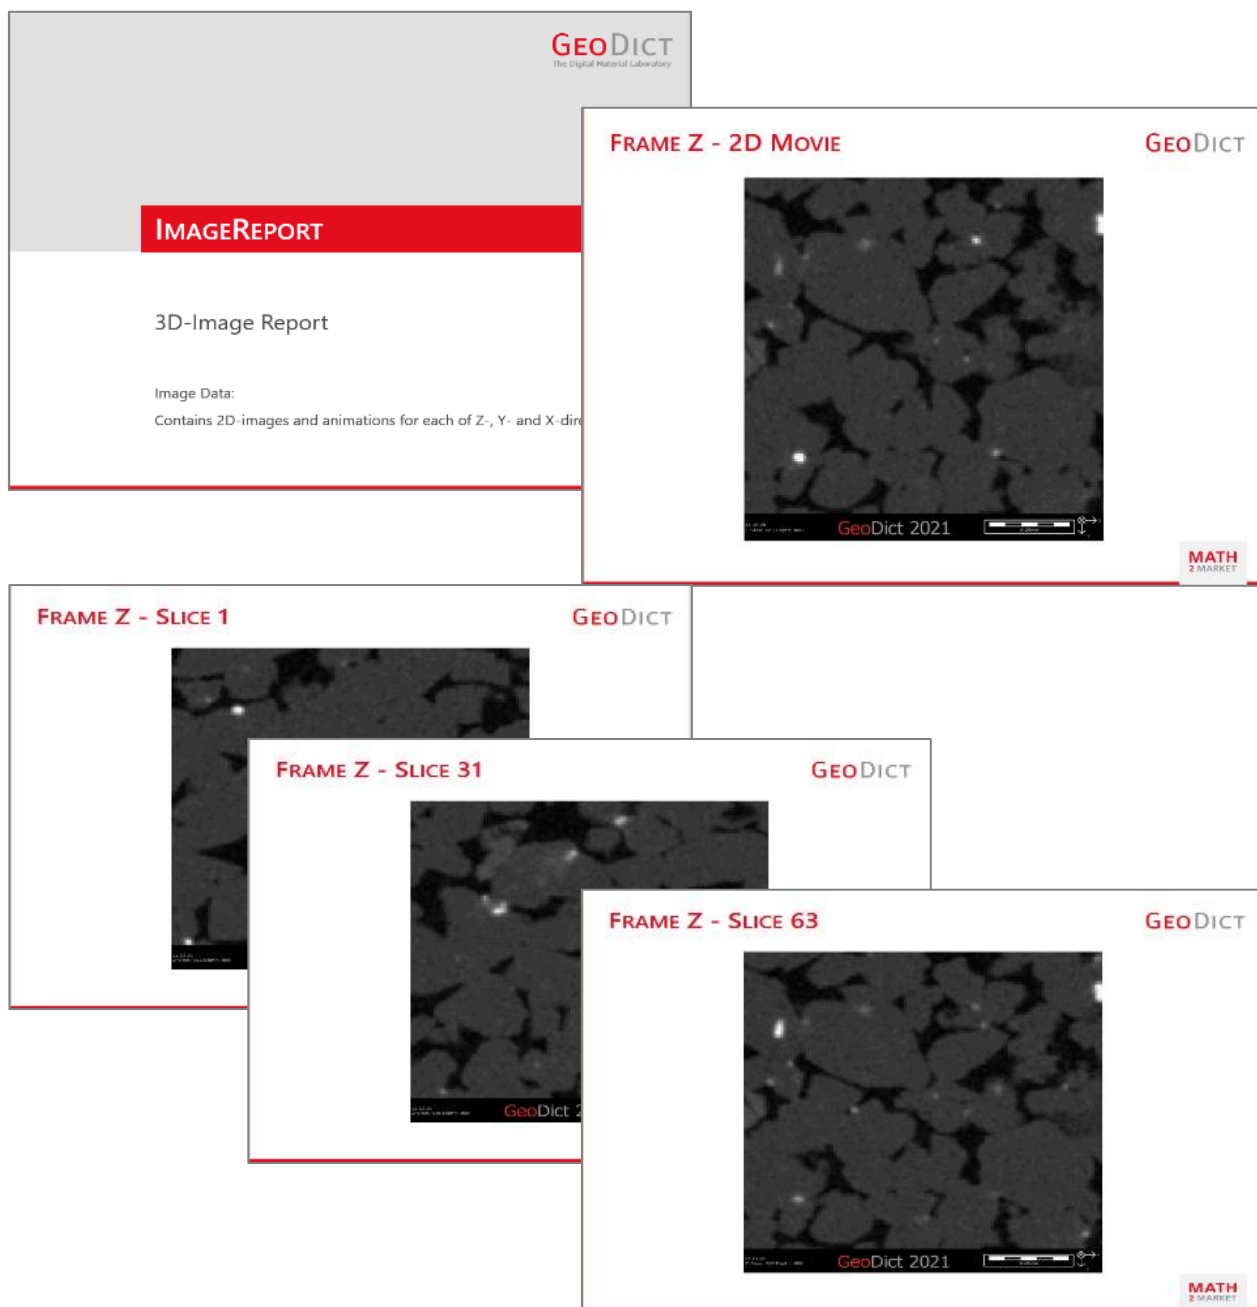 GEODICT
The Digital Material Laboratory
IMAGEREPORT
3D-Image Report
Image Data:
Contains 2D-images and animations for each of Z-, Y- and X-dire
FRAME Z - 2D MOVIE
GEODICT
GeoDict 2021
MATH
2 MARKET
FRAME Z - SLICE 1
GEODICT
FRAME Z - SLICE 31
GEODICT
GeoDict 2
FRAME Z - SLICE 63
GEODICT
GeoDict 2021
MATH
2 MARKET